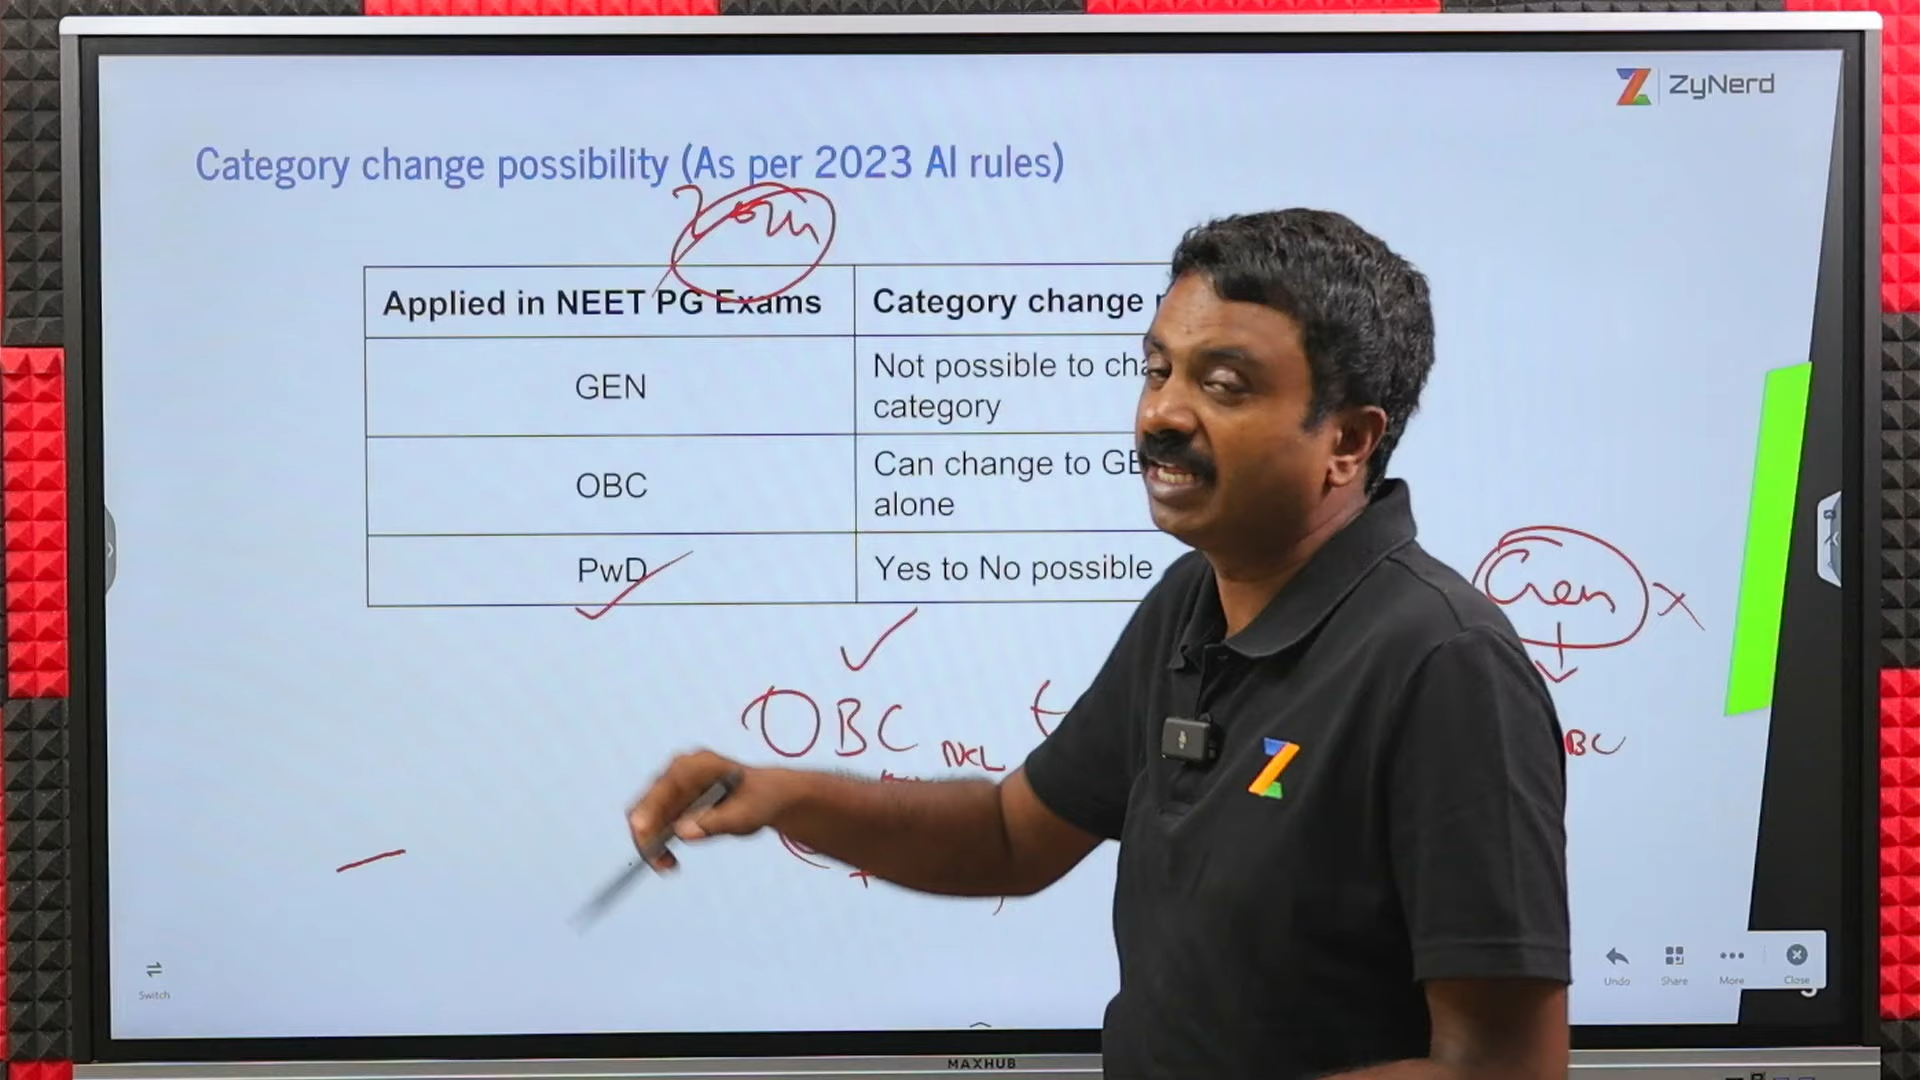 ZyNerd
Category change possibility (As per 2023 AI rules)
Applied in NEET PG Exams
Category change
GEN
Not possible to cha
category
OBC
Can change to GE
alone
PwD
Yes to No possible
Gen X
OBC NCL
BC
Switch
Undo
Share
More
Close
MAXHUB